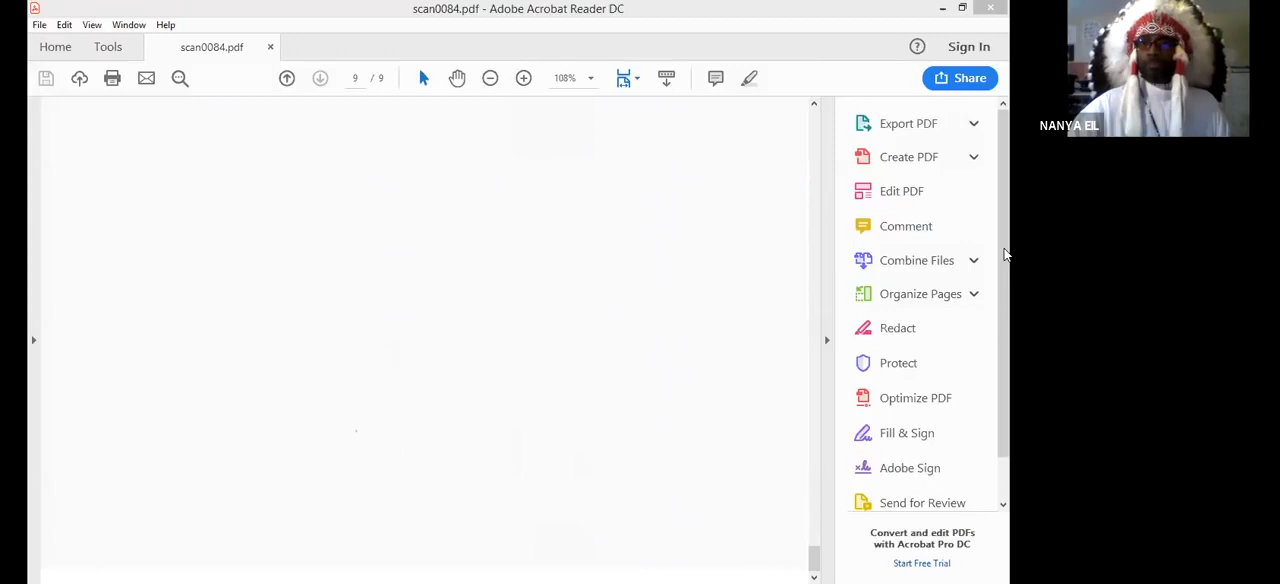 scan0084.pdf - Adobe Acrobat Reader DC
File Edit View Window Help
Home Tools scan0084.pdf × ? Sign In
9 / 9 108% Share
NANYA EIL
Export PDF
Create PDF
Edit PDF
Comment
Combine Files
Organize Pages
Redact
Protect
Optimize PDF
Fill & Sign
Adobe Sign
Send for Review
Convert and edit PDFs
with Acrobat Pro DC
Start Free Trial